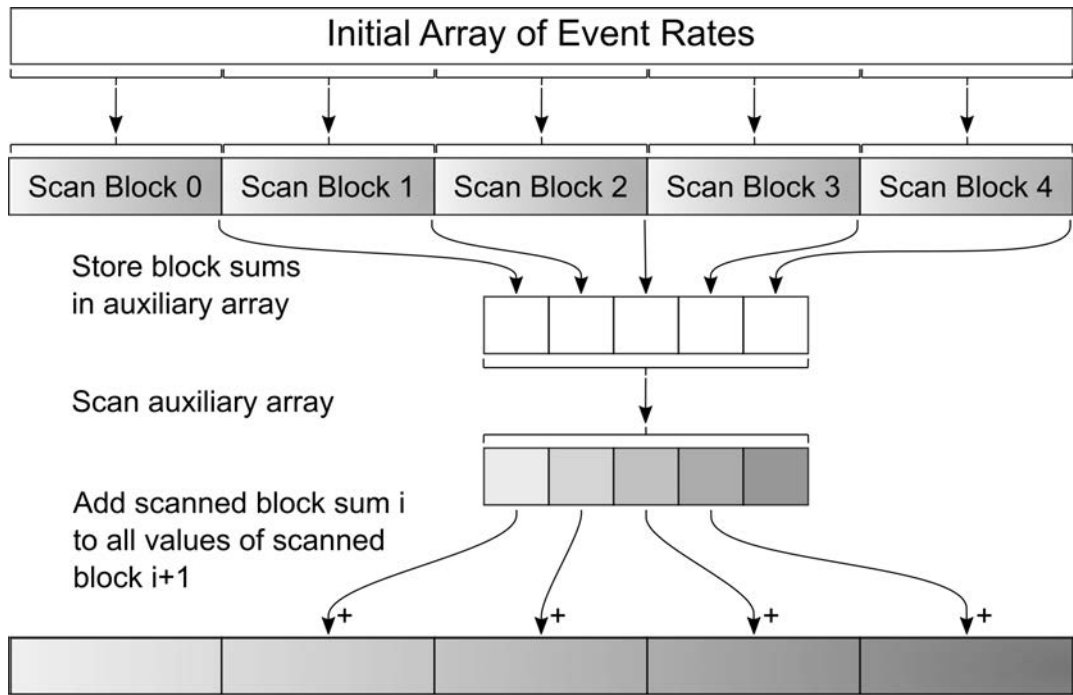 Initial Array of Event Rates
Scan Block 0 Scan Block 1 Scan Block 2 Scan Block 3 Scan Block 4
Store block sums
in auxiliary array
Scan auxiliary array
Add scanned block sum i
to all values of scanned
block i+1
+ + + +